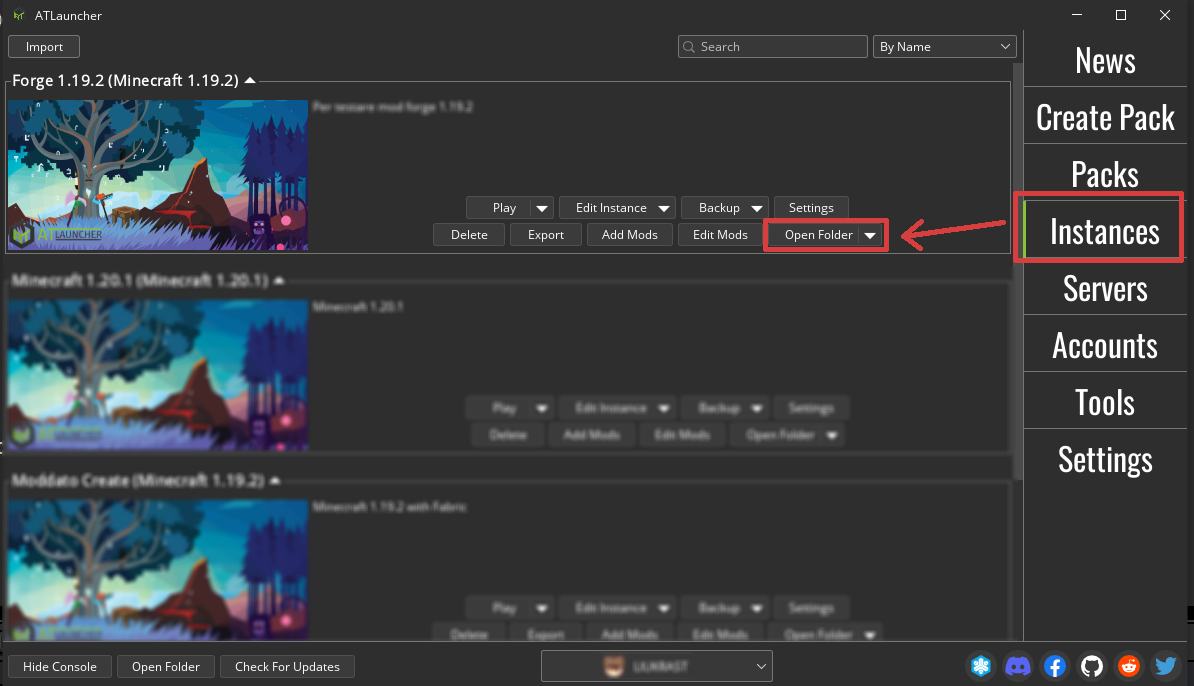 ATLauncher
Import
Search
By Name
News
Create Pack
Packs
Instances
Servers
Accounts
Tools
Settings
Forge 1.19.2 (Minecraft 1.19.2)
Per testare mod forge 1.19.2
ATLAUNCHER
Play Edit Instance Backup Settings
Delete Export Add Mods Edit Mods Open Folder
Minecraft 1.20.1 (Minecraft 1.20.1)
Minecraft 1.20.1
ATLAUNCHER
Play Edit Instance Backup Settings
Delete Add Mods Edit Mods Open Folder
Moddato Create (Minecraft 1.19.2)
Minecraft 1.19.2 with Fabric
Play Edit Instance Backup Settings
Delete Export Add Mods Edit Mods Open Folder
Hide Console Open Folder Check For Updates